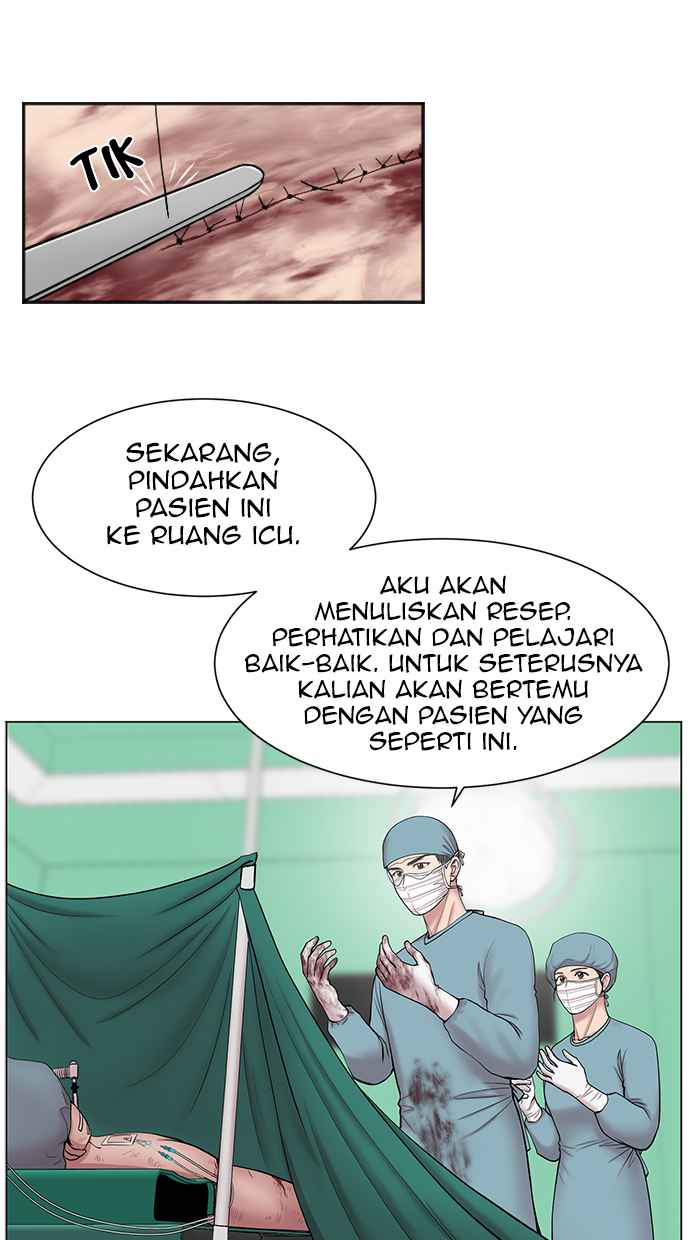 TIK
SEKARANG,
PINDAHKAN
PASIEN INI
KE RUANG ICU.
AKU AKAN
MENULISKAN RESEP.
PERHATIKAN DAN PELAJARI
BAIK-BAIK. UNTUK SETERUSNYA
KALIAN AKAN BERTEMU
DENGAN PASIEN YANG
SEPERTI INI.